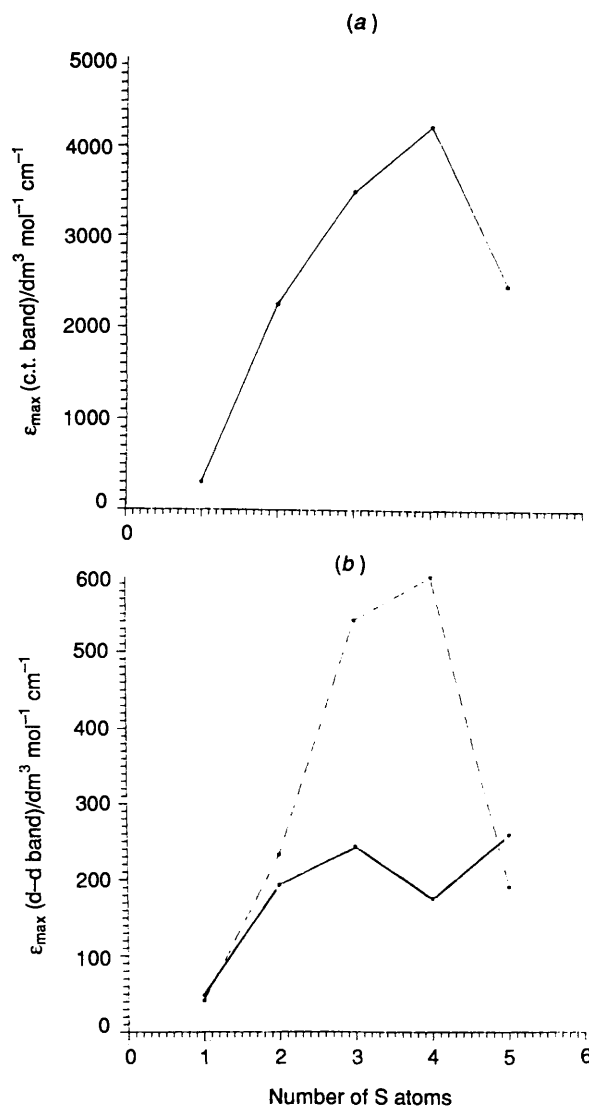 (a)
5000
4000
3000
2000
1000
0
0
ε_max (c.t. band)/dm³ mol⁻¹ cm⁻¹
(b)
600
500
400
300
200
100
0
0 1 2 3 4 5 6
ε_max (d–d band)/dm³ mol⁻¹ cm⁻¹
Number of S atoms